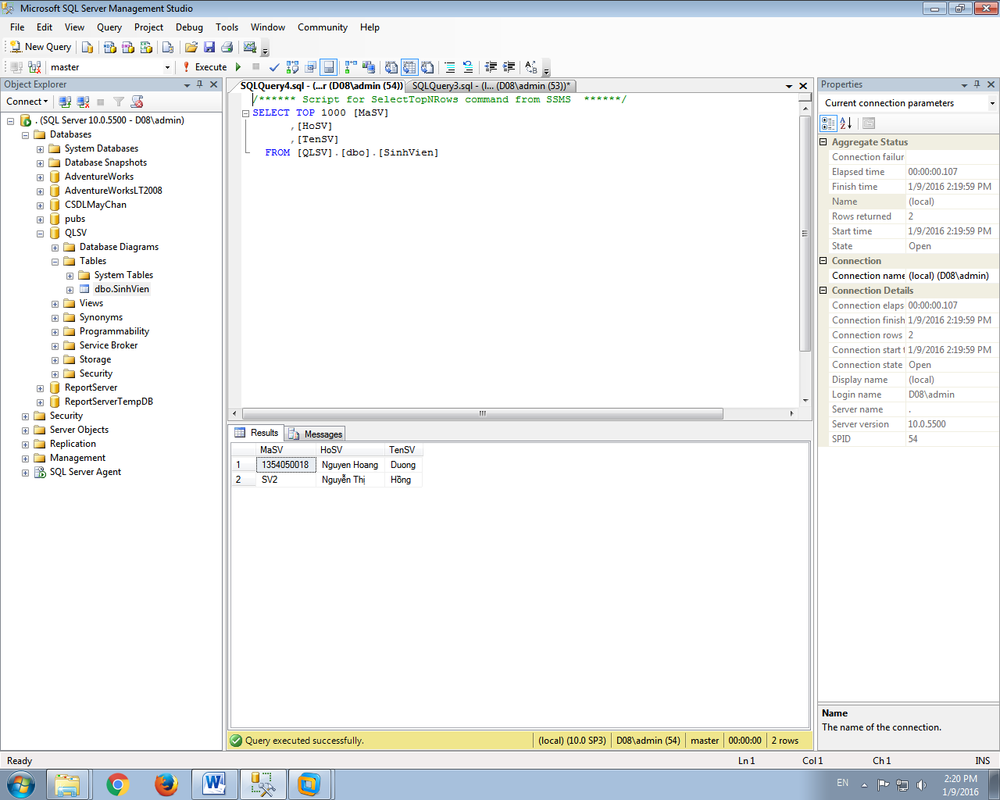 Microsoft SQL Server Management Studio
File Edit View Query Project Debug Tools Window Community Help
New Query
master Execute
Object Explorer
Connect
. (SQL Server 10.0.5500 - D08\admin)
Databases
System Databases
Database Snapshots
AdventureWorks
AdventureWorksLT2008
CSDLMayChan
pubs
QLSV
Database Diagrams
Tables
System Tables
dbo.SinhVien
Views
Synonyms
Programmability
Service Broker
Storage
Security
ReportServer
ReportServerTempDB
Security
Server Objects
Replication
Management
SQL Server Agent
SQLQuery4.sql - (...r (D08\admin (54)) SQLQuery3.sql - (l... (D08\admin (53))*
/****** Script for SelectTopNRows command from SSMS ******/
SELECT TOP 1000 [MaSV]
,[HoSV]
,[TenSV]
FROM [QLSV].[dbo].[SinhVien]
Results Messages
MaSV HoSV TenSV
1 1354050018 Nguyen Hoang Duong
2 SV2 Nguyễn Thị Hồng
Query executed successfully. (local) (10.0 SP3) D08\admin (54) master 00:00:00 2 rows
Properties
Current connection parameters
Aggregate Status
Connection failur
Elapsed time 00:00:00.107
Finish time 1/9/2016 2:19:59 PM
Name (local)
Rows returned 2
Start time 1/9/2016 2:19:59 PM
State Open
Connection
Connection name (local) (D08\admin)
Connection Details
Connection elaps 00:00:00.107
Connection finish 1/9/2016 2:19:59 PM
Connection rows 2
Connection start t 1/9/2016 2:19:59 PM
Connection state Open
Display name (local)
Login name D08\admin
Server name .
Server version 10.0.5500
SPID 54
Name
The name of the connection.
Ready Ln 1 Col 1 Ch 1 INS
EN 2:20 PM
1/9/2016